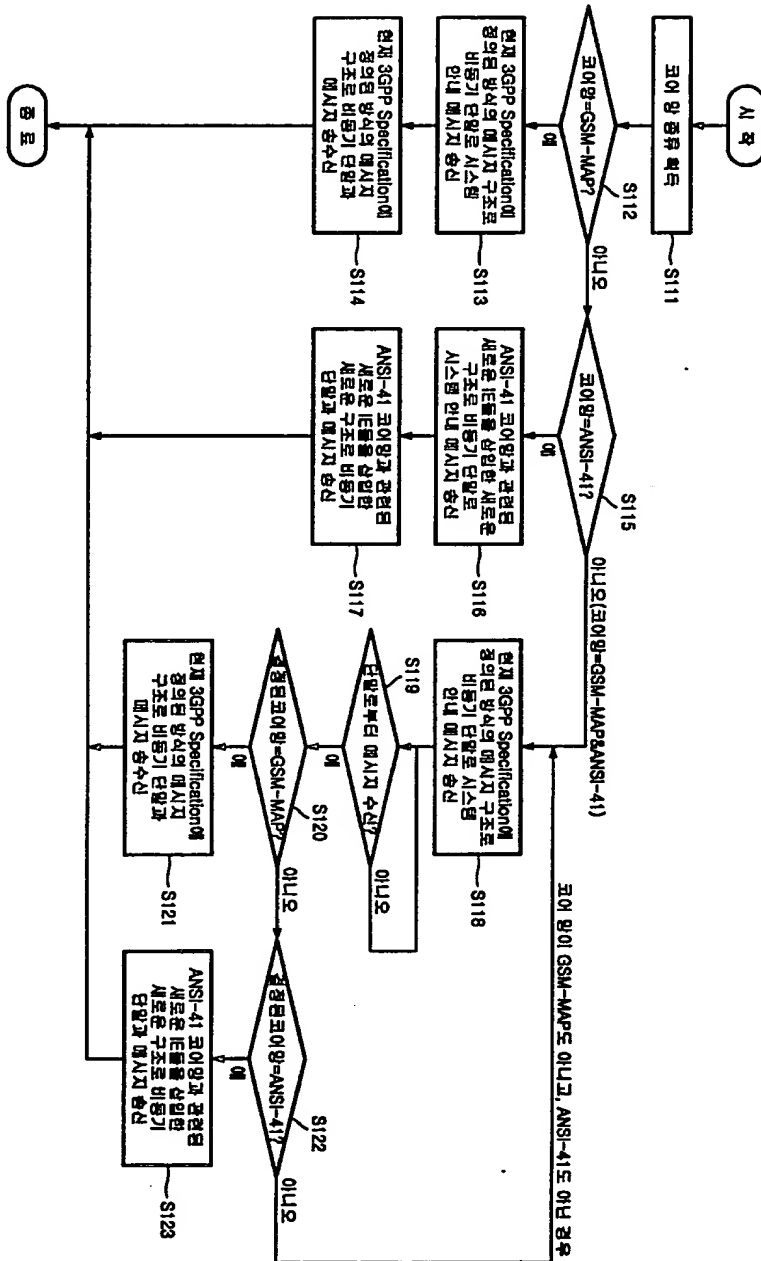 시 작
코어 망 종류 획득
S111
코어망=GSM-MAP?
S112
예
아니오
현재 3GPP Specification에
정의된 방식의 메시지 구조로
비동기 단말로 시스템
안내 메시지 송신
S113
현재 3GPP Specification에
정의된 방식의 메시지
구조로 비동기 단말과
메시지 송수신
S114
종 료
코어망=ANSI-41?
S115
예
아니오(코어망=GSM-MAP&ANSI-41)
ANSI-41 코어망과 관련된
새로운 IE들을 삽입한 새로운
구조로 비동기 단말로
시스템 안내 메시지 송신
S116
ANSI-41 코어망과 관련된
새로운 IE들을 삽입한
새로운 구조로 비동기
단말과 메시지 송신
S117
현재 3GPP Specification에
정의된 방식의 메시지 구조로
비동기 단말로 시스템
안내 메시지 송신
S118
단말로부터 메시지 수신?
S119
예
아니오
결정된코어망=GSM-MAP?
S120
예
아니오
현재 3GPP Specification에
정의된 방식의 메시지
구조로 비동기 단말과
메시지 송수신
S121
결정된코어망=ANSI-41?
S122
예
아니오
ANSI-41 코어망과 관련된
새로운 IE들을 삽입한
새로운 구조로 비동기
단말과 메시지 송신
S123
코어 망이 GSM-MAP도 아니고, ANSI-41도 아닌 경우